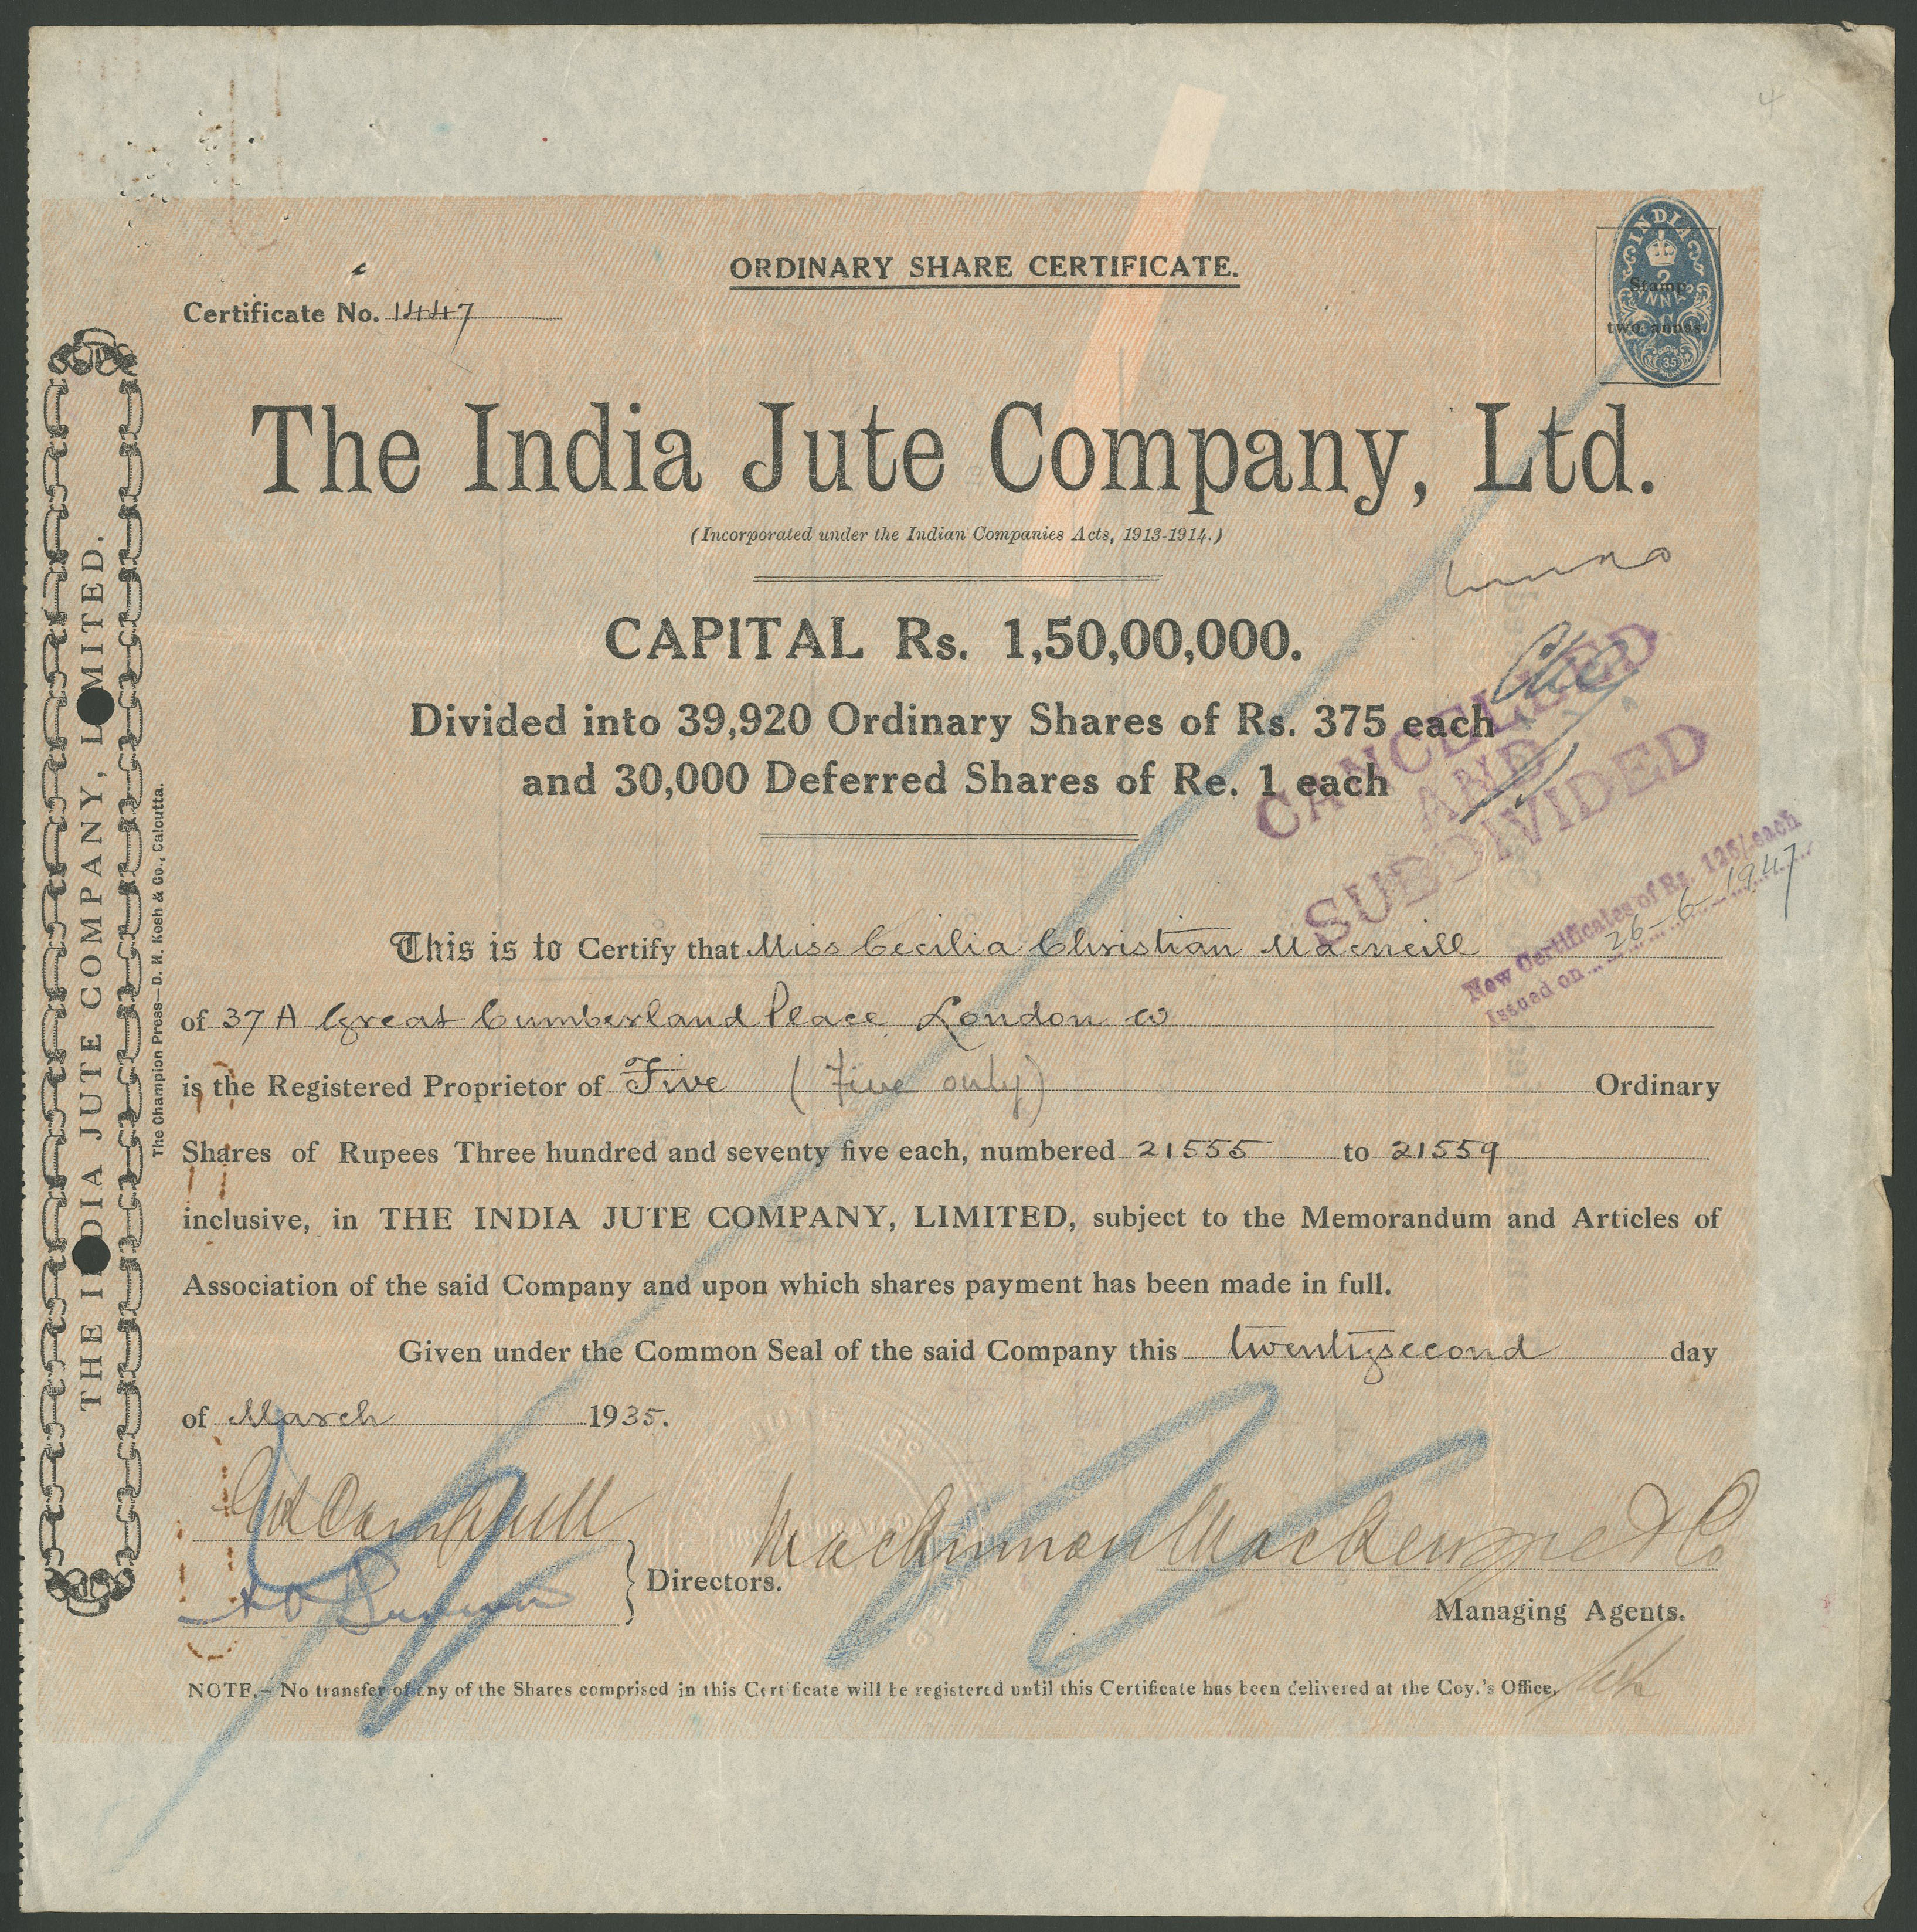 4
ORDINARY SHARE CERTIFICATE.
Certificate No. 1447
INDIA
2
ANNAS
35
Stamp
two annas.
The India Jute Company, Ltd.
(Incorporated under the Indian Companies Acts, 1913-1914.)
CAPITAL Rs. 1,50,00,000.
Divided into 39,920 Ordinary Shares of Rs. 375 each
and 30,000 Deferred Shares of Re. 1 each
CANCELLED
AND
SUBDIVIDED
New Certificates of Rs. 125/- each
Issued on 26-6-1947
This is to Certify that Miss Cecilia Christian Macneill
of 37 A Great Cumberland Place London W
is the Registered Proprietor of Five (Five only) Ordinary
Shares of Rupees Three hundred and seventy five each, numbered 21555 to 21559
inclusive, in THE INDIA JUTE COMPANY, LIMITED, subject to the Memorandum and Articles of
Association of the said Company and upon which shares payment has been made in full.
Given under the Common Seal of the said Company this twentysecond day
of March 1935.
Campbell
Directors.
Mackinnon Mackenzie & Co
Managing Agents.
NOTE.- No transfer of any of the Shares comprised in this Certificate will be registered until this Certificate has been delivered at the Coy.'s Office,
THE INDIA JUTE COMPANY, LIMITED.
The Champion Press—D. H. Kesh & Co., Calcutta.